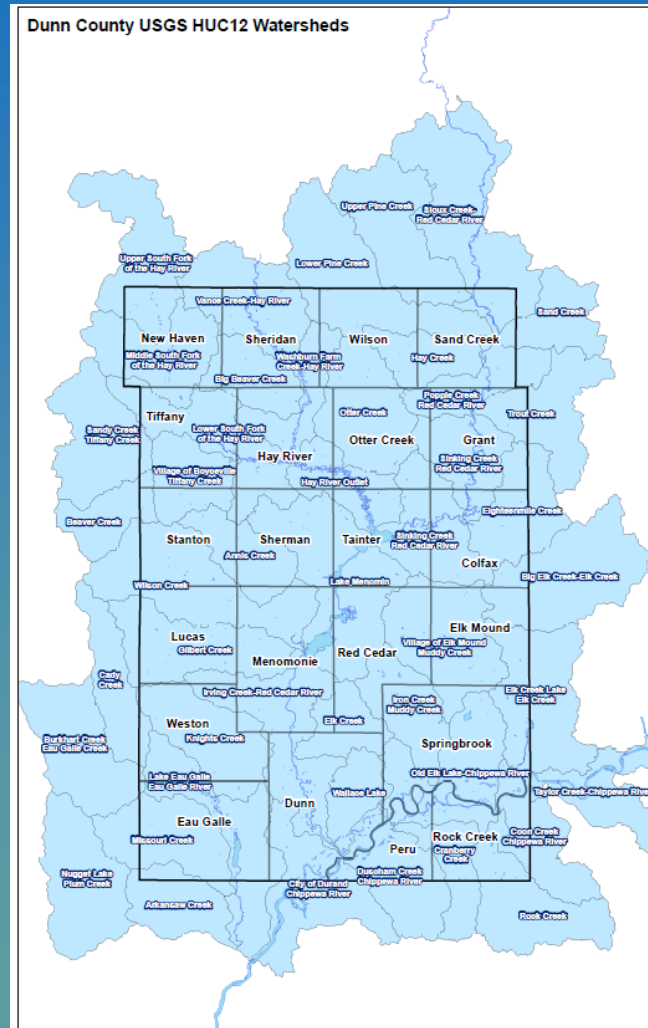 Dunn County USGS HUC12 Watersheds
Upper Pine Creek
Sioux Creek-
Red Cedar River
Upper South Fork
of the Hay River
Lower Pine Creek
Vance Creek-Hay River
Sand Creek
New Haven
Sheridan
Wilson
Sand Creek
Middle South Fork
of the Hay River
Washburn Farm
Creek-Hay River
Hay Creek
Big Beaver Creek
Popple Creek
Red Cedar River
Tiffany
Otter Creek
Trout Creek
Sandy Creek
Tiffany Creek
Lower South Fork
of the Hay River
Otter Creek
Grant
Hay River
Sinking Creek
Red Cedar River
Village of Boyceville
Tiffany Creek
Hay River Outlet
Eighteenmile Creek
Beaver Creek
Stanton
Sherman
Tainter
Sinking Creek
Red Cedar River
Annis Creek
Colfax
Wilson Creek
Lake Menomin
Big Elk Creek-Elk Creek
Lucas
Gilbert Creek
Elk Mound
Menomonie
Red Cedar
Village of Elk Mound
Muddy Creek
Cady
Creek
Irving Creek-Red Cedar River
Iron Creek
Muddy Creek
Elk Creek Lake
Elk Creek
Weston
Elk Creek
Burkhart Creek
Eau Galle Creek
Knights Creek
Springbrook
Lake Eau Galle
Eau Galle River
Old Elk Lake-Chippewa River
Wallace Lake
Taylor Creek-Chippewa River
Dunn
Eau Galle
Missouri Creek
Peru
Rock Creek
Cranberry
Creek
Coon Creek
Chippewa River
Nugget Lake
Plum Creek
City of Durand
Chippewa River
Duscham Creek
Chippewa River
Arkansaw Creek
Rock Creek